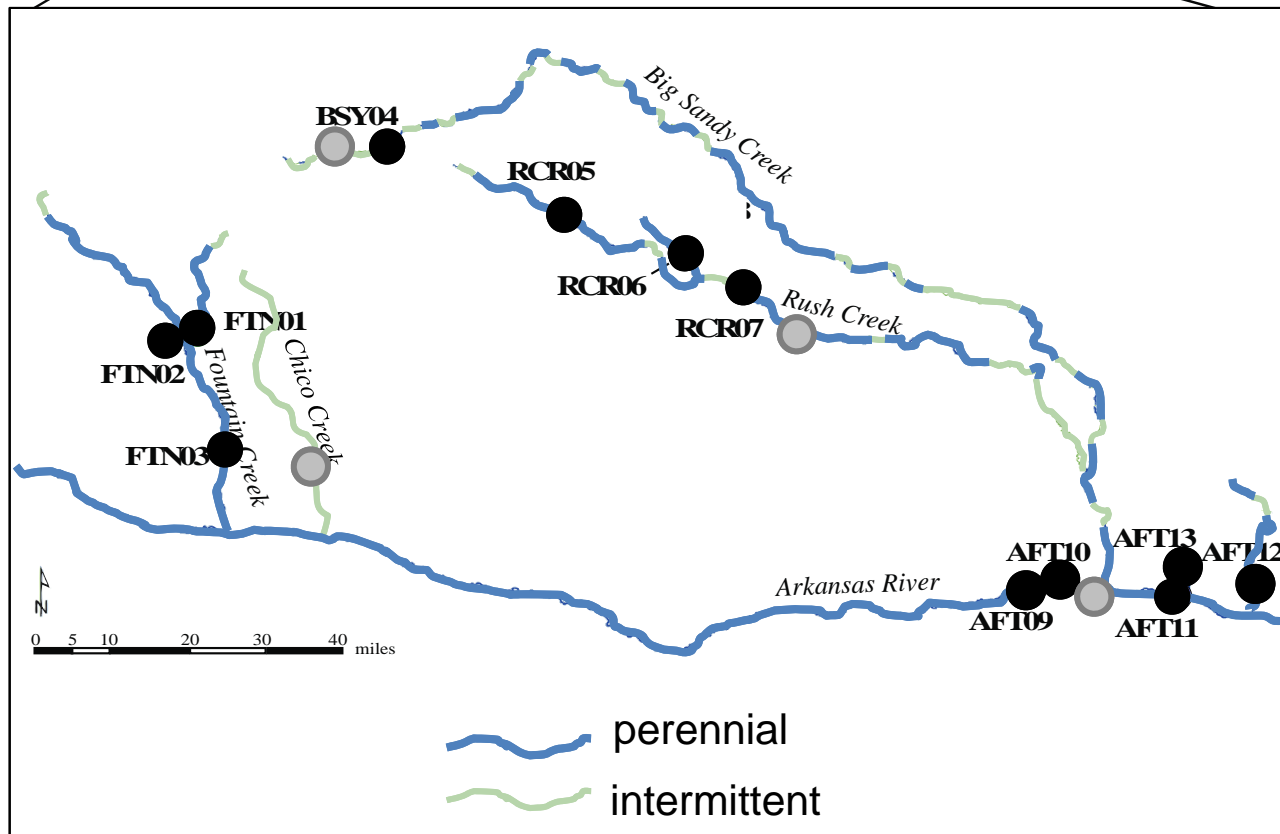 Big Sandy Creek
BSY04
RCR05
RCR06
RCR07
Rush Creek
FTN01
FTN02
Fountain Creek
Chico Creek
FTN03
AFT13
AFT10
AFT12
Arkansas River
AFT09
AFT11
N
0 5 10 20 30 40 miles
perennial
intermittent